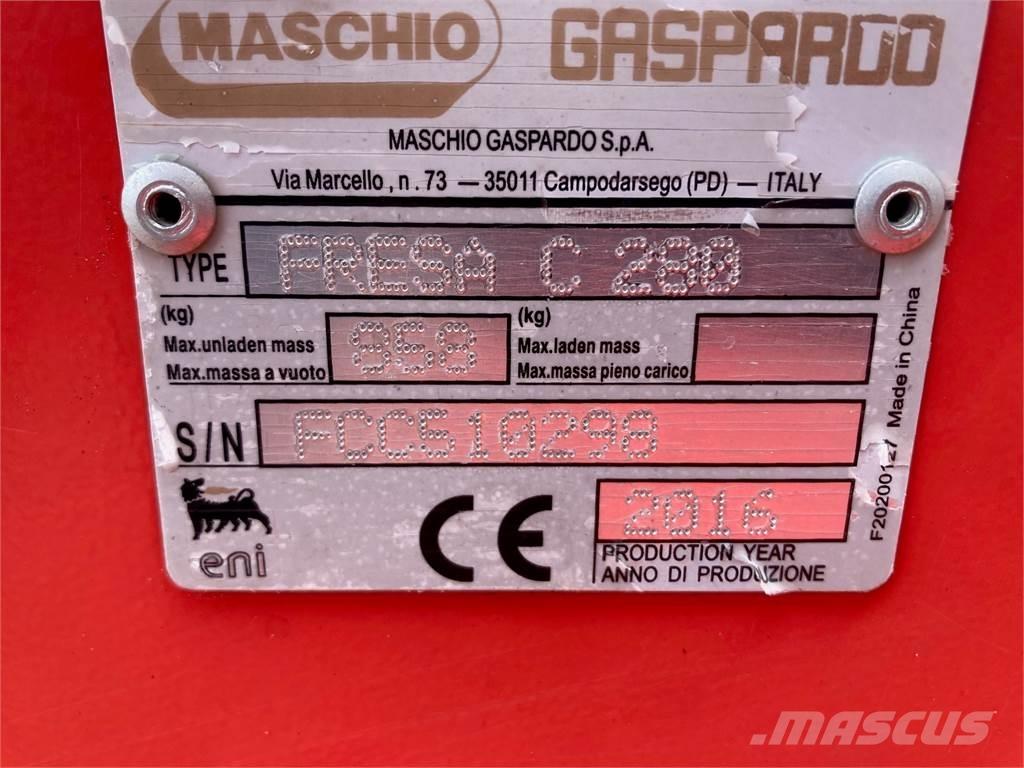 MASCHIO GASPARDO
MASCHIO GASPARDO S.p.A.
Via Marcello , n . 73 — 35011 Campodarsego (PD) — ITALY
TYPE FRESA C 280
(kg) (kg)
Max.unladen mass 958 Max.laden mass
Max.massa a vuoto Max.massa pieno carico
S/N FCC510298
eni CE 2016
PRODUCTION YEAR
ANNO DI PRODUZIONE
F20200127 Made in China
MASCUS